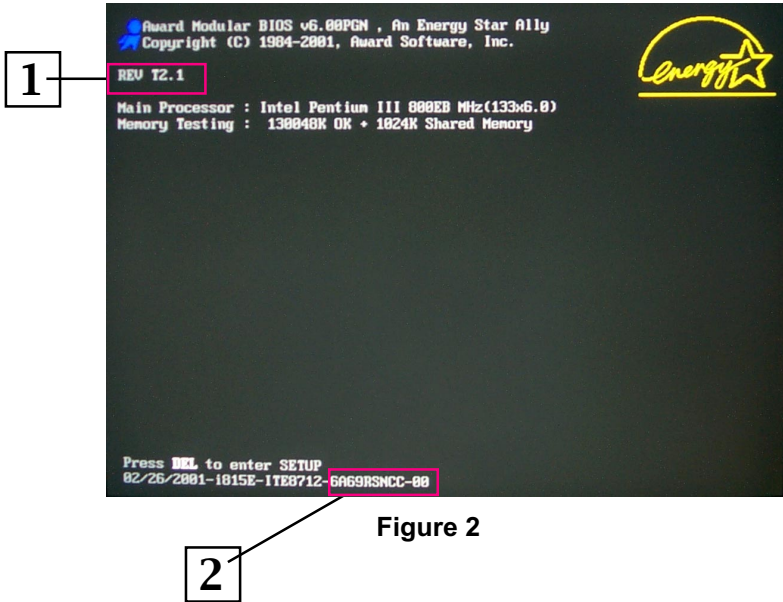 Award Modular BIOS v6.00PGN , An Energy Star Ally
Copyright (C) 1984-2001, Award Software, Inc.
energy
1
REV T2.1
Main Processor : Intel Pentium III 800EB MHz(133x6.0)
Memory Testing : 130048K OK + 1024K Shared Memory
Press DEL to enter SETUP
02/26/2001-i815E-ITE8712-6A69RSNCC-00
Figure 2
2